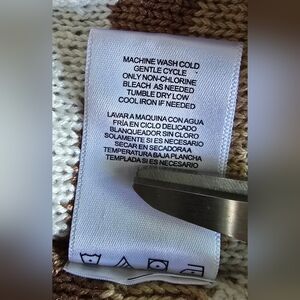 MACHINE WASH COLD
GENTLE CYCLE
ONLY NON-CHLORINE
BLEACH AS NEEDED
TUMBLE DRY LOW
COOL IRON IF NEEDED
LAVAR A MAQUINA CON AGUA
FRÍA EN CICLO DELICADO
BLANQUEADOR SIN CLORO
SOLAMENTE SI ES NECESARIO
SECAR EN SECADORA A
TEMPERATURA BAJA PLANCHA
TEMPLADA SI ES NECESARIO